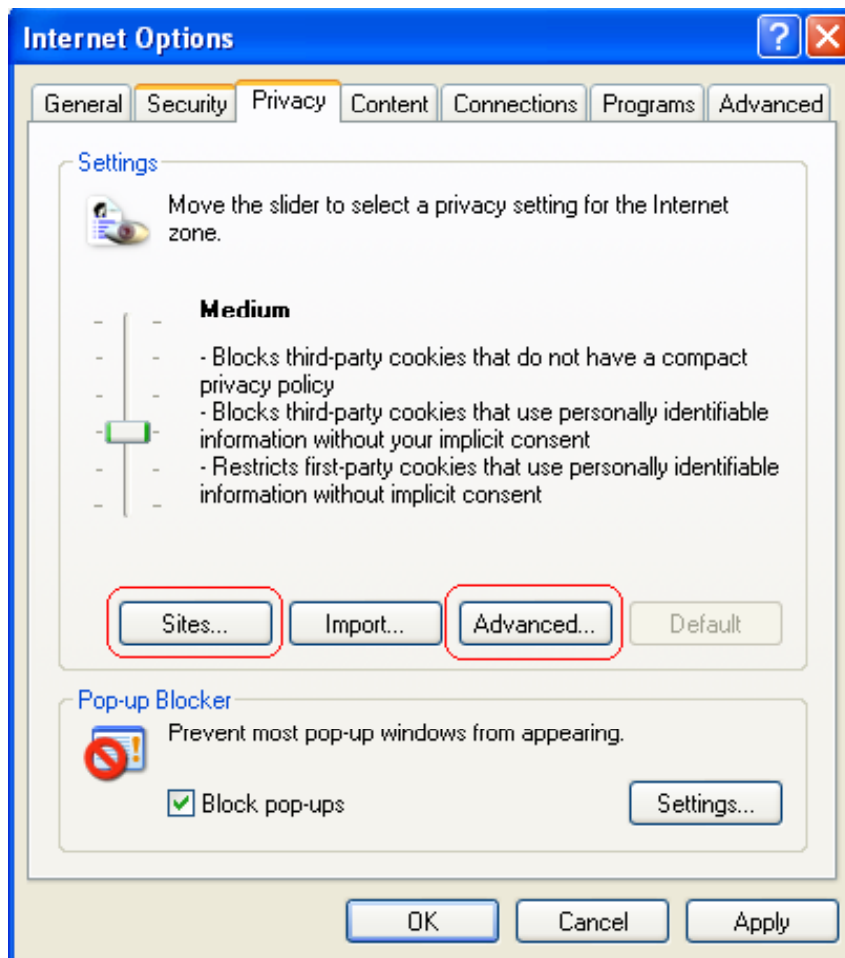 Internet Options
?
General Security Privacy Content Connections Programs Advanced
Settings
Move the slider to select a privacy setting for the Internet
zone.
Medium
- Blocks third-party cookies that do not have a compact
privacy policy
- Blocks third-party cookies that use personally identifiable
information without your implicit consent
- Restricts first-party cookies that use personally identifiable
information without implicit consent
Sites... Import... Advanced... Default
Pop-up Blocker
Prevent most pop-up windows from appearing.
Block pop-ups Settings...
OK Cancel Apply